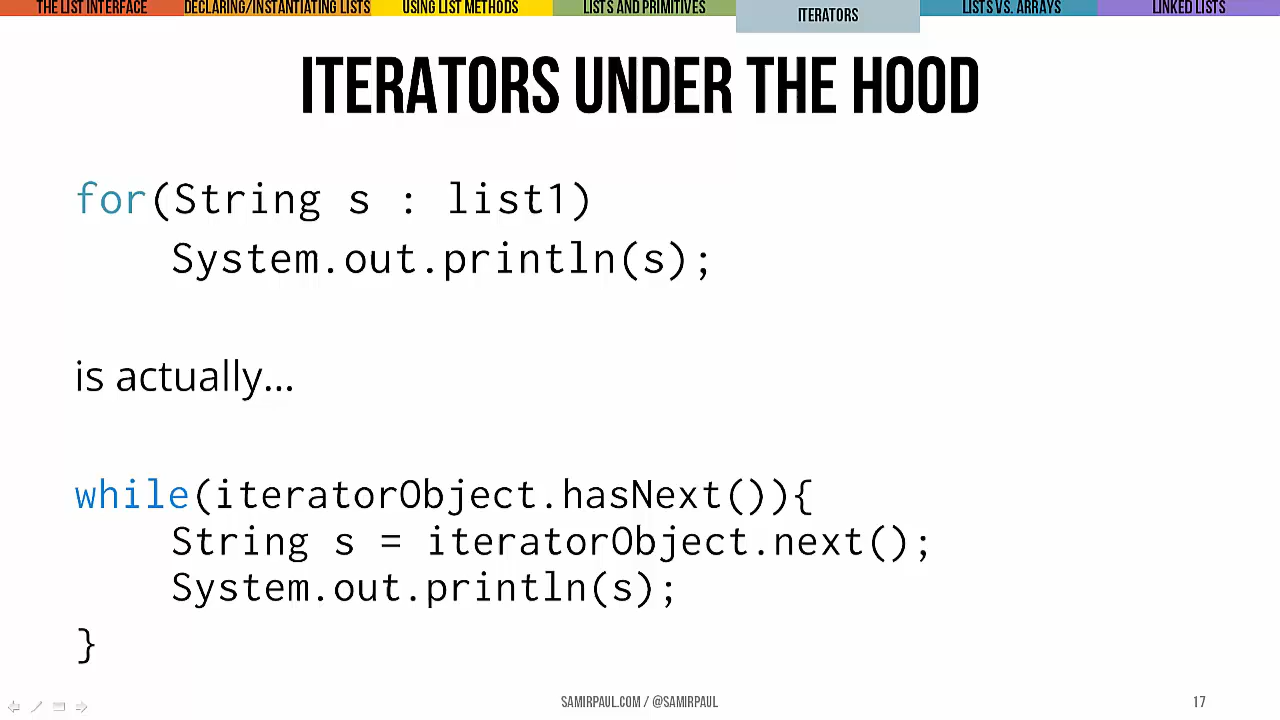 THE LIST INTERFACE
DECLARING/INSTANTIATING LISTS
USING LIST METHODS
LISTS AND PRIMITIVES
ITERATORS
LISTS VS. ARRAYS
LINKED LISTS
ITERATORS UNDER THE HOOD
for(String s : list1)
System.out.println(s);
is actually...
while(iteratorObject.hasNext()){
String s = iteratorObject.next();
System.out.println(s);
}
SAMIRPAUL.COM / @SAMIRPAUL
17